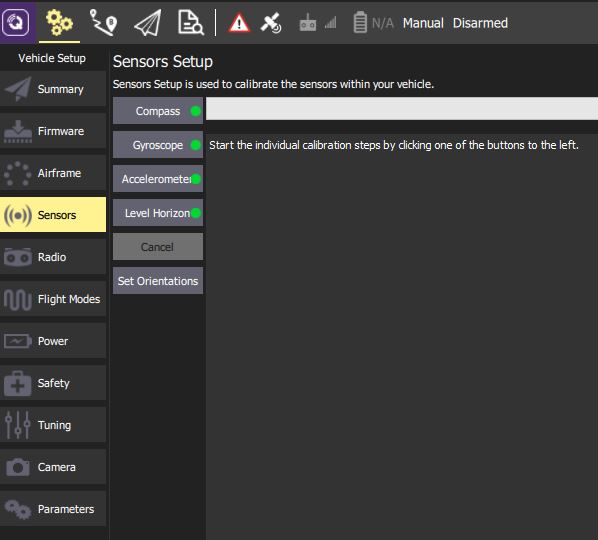 N/A Manual Disarmed
Vehicle Setup
Summary
Firmware
Airframe
Sensors
Radio
Flight Modes
Power
Safety
Tuning
Camera
Parameters
Sensors Setup
Sensors Setup is used to calibrate the sensors within your vehicle.
Compass
Gyroscope
Accelerometer
Level Horizon
Cancel
Set Orientations
Start the individual calibration steps by clicking one of the buttons to the left.